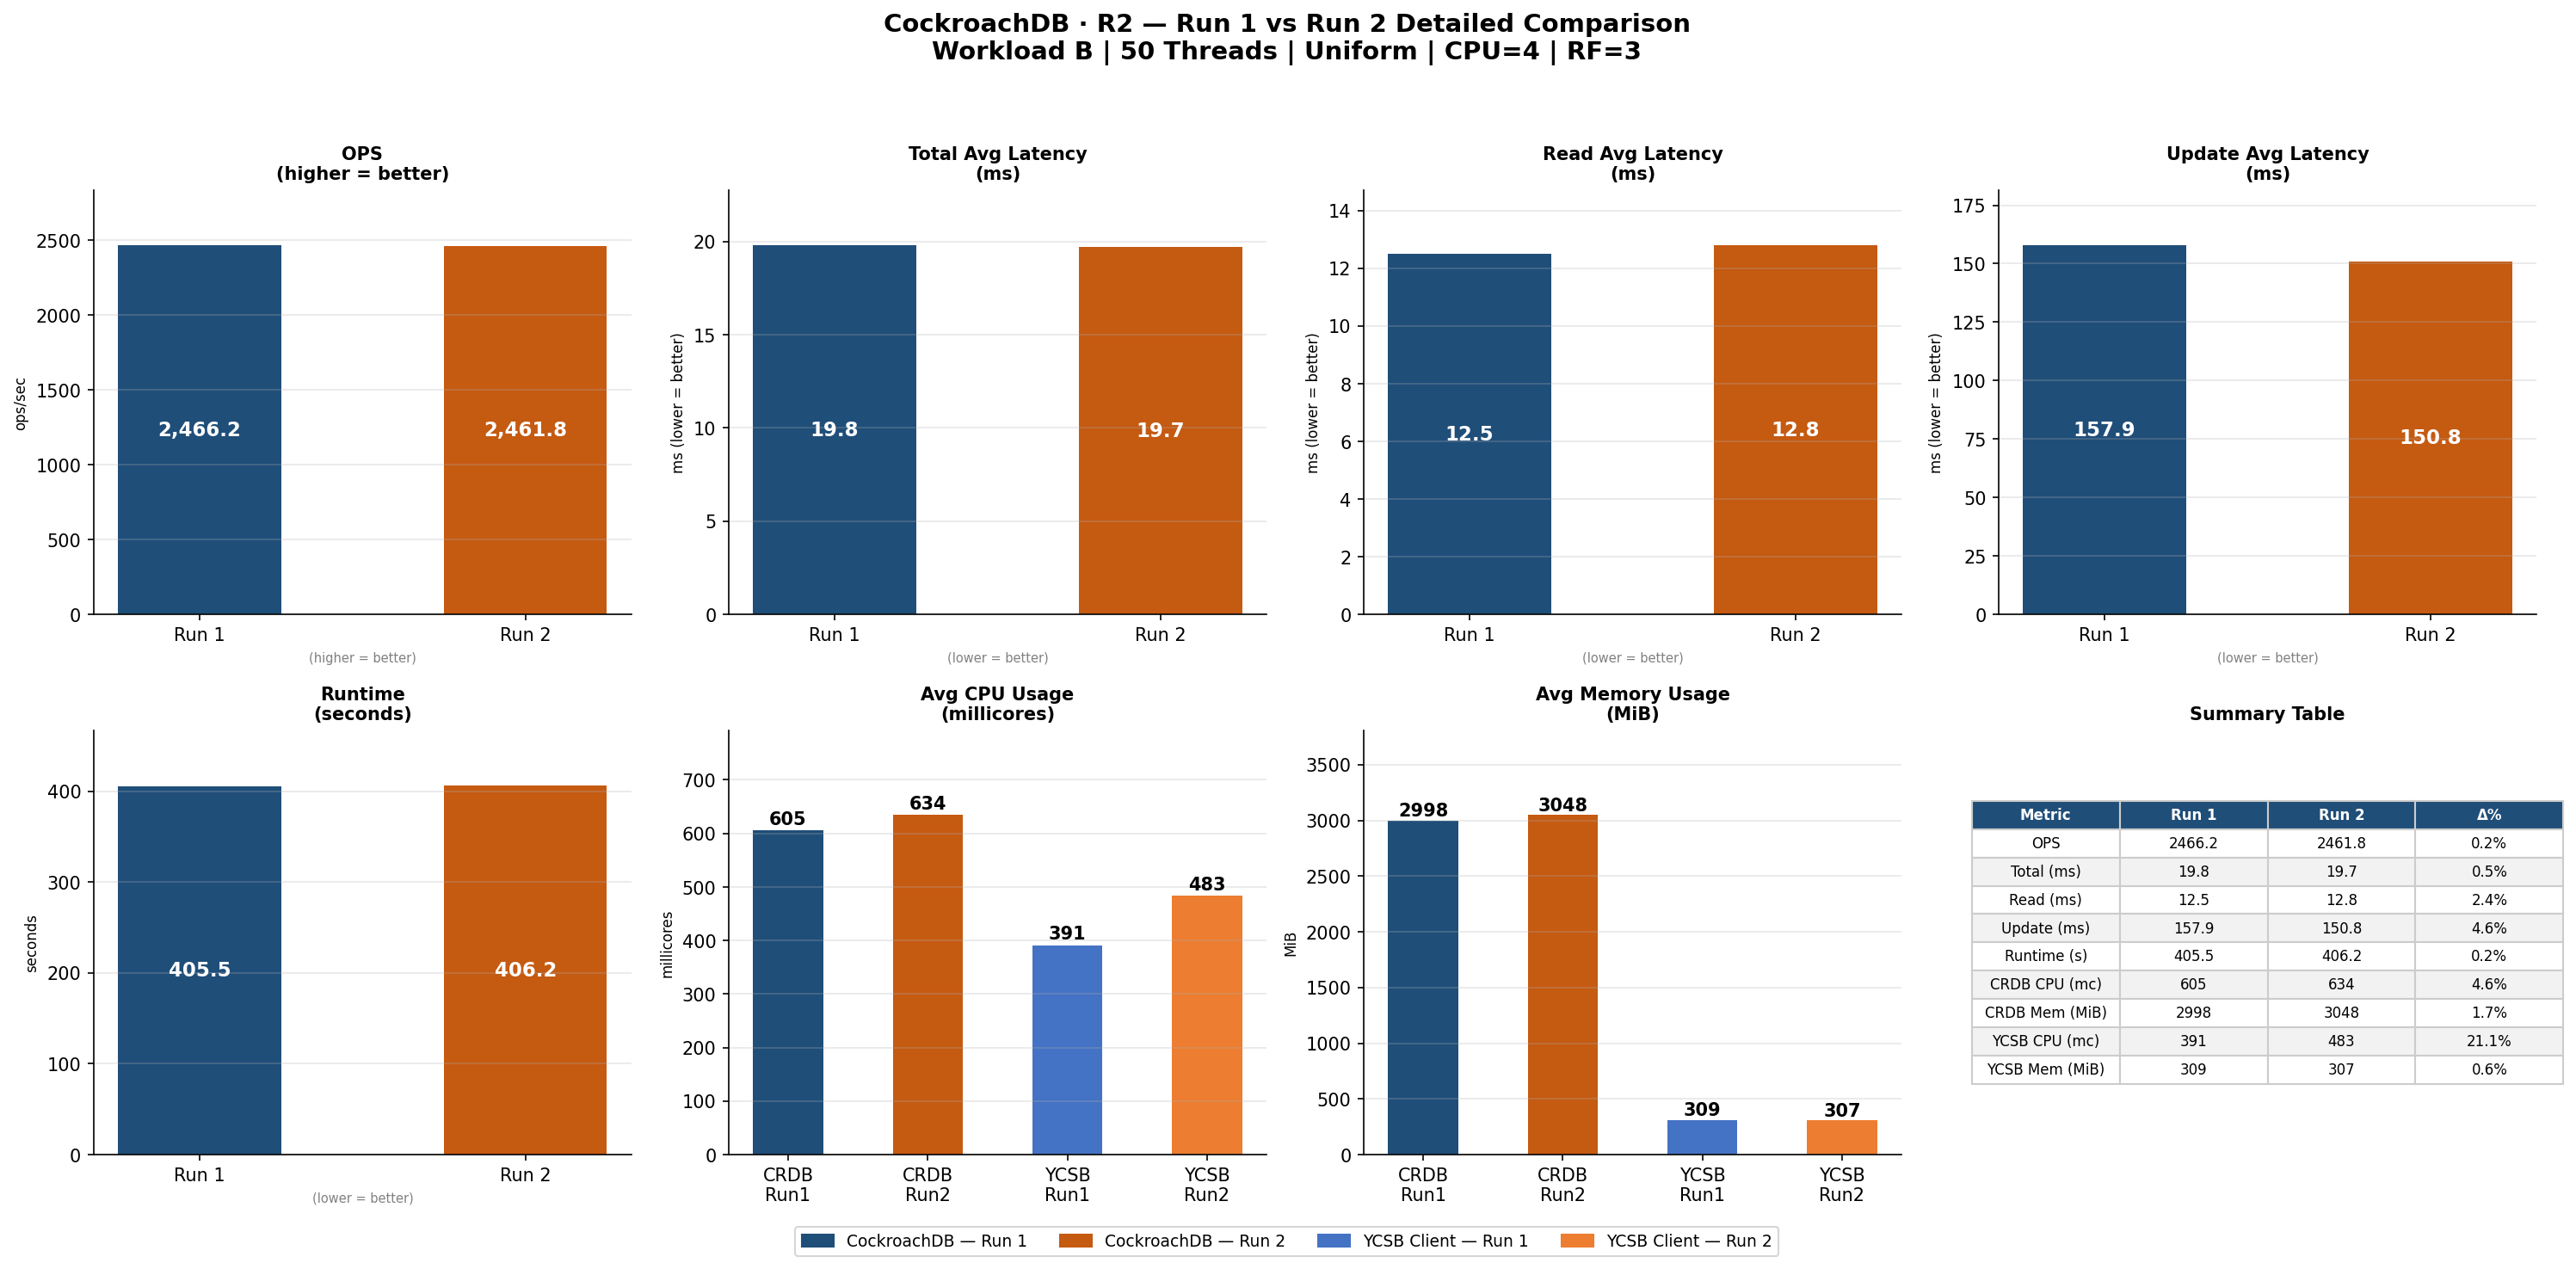 CockroachDB · R2 — Run 1 vs Run 2 Detailed Comparison
Workload B | 50 Threads | Uniform | CPU=4 | RF=3
OPS
(higher = better)
ops/sec
2500
2000
1500
1000
500
0
2,466.2
2,461.8
Run 1
Run 2
(higher = better)
Total Avg Latency
(ms)
ms (lower = better)
20
15
10
5
0
19.8
19.7
Run 1
Run 2
(lower = better)
Read Avg Latency
(ms)
ms (lower = better)
14
12
10
8
6
4
2
0
12.5
12.8
Run 1
Run 2
(lower = better)
Update Avg Latency
(ms)
ms (lower = better)
175
150
125
100
75
50
25
0
157.9
150.8
Run 1
Run 2
(lower = better)
Runtime
(seconds)
seconds
400
300
200
100
0
405.5
406.2
Run 1
Run 2
(lower = better)
Avg CPU Usage
(millicores)
millicores
700
600
500
400
300
200
100
0
605
634
391
483
CRDB
Run1
CRDB
Run2
YCSB
Run1
YCSB
Run2
Avg Memory Usage
(MiB)
MiB
3500
3000
2500
2000
1500
1000
500
0
2998
3048
309
307
CRDB
Run1
CRDB
Run2
YCSB
Run1
YCSB
Run2
Summary Table
Metric Run 1 Run 2 Δ%
OPS 2466.2 2461.8 0.2%
Total (ms) 19.8 19.7 0.5%
Read (ms) 12.5 12.8 2.4%
Update (ms) 157.9 150.8 4.6%
Runtime (s) 405.5 406.2 0.2%
CRDB CPU (mc) 605 634 4.6%
CRDB Mem (MiB) 2998 3048 1.7%
YCSB CPU (mc) 391 483 21.1%
YCSB Mem (MiB) 309 307 0.6%
CockroachDB — Run 1
CockroachDB — Run 2
YCSB Client — Run 1
YCSB Client — Run 2